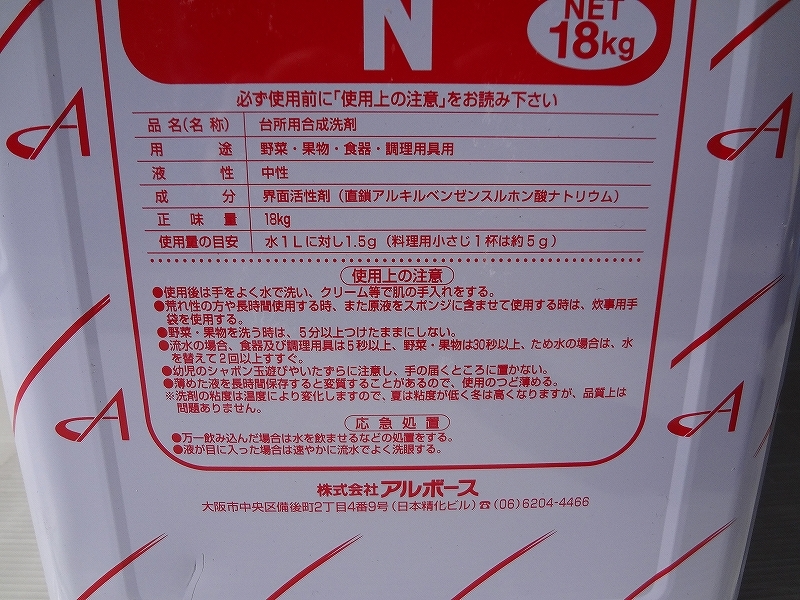 N
NET
18kg
必ず使用前に「使用上の注意」をお読み下さい
品名(名称) 台所用合成洗剤
用途 野菜・果物・食器・調理用具用
液性 中性
成分 界面活性剤（直鎖アルキルベンゼンスルホン酸ナトリウム）
正味量 18kg
使用量の目安 水1Lに対し1.5g（料理用小さじ1杯は約5g）
使用上の注意
●使用後は手をよく水で洗い、クリーム等で肌の手入れをする。
●荒れ性の方や長時間使用する時、また原液をスポンジに含ませて使用する時は、炊事用手
袋を使用する。
●野菜・果物を洗う時は、5分以上つけたままにしない。
●流水の場合、食器及び調理用具は5秒以上、野菜・果物は30秒以上、ため水の場合は、水
を替えて2回以上すすぐ。
●幼児のシャボン玉遊びやいたずらに注意し、手の届くところに置かない。
●薄めた液を長時間保存すると変質することがあるので、使用のつど薄める。
※洗剤の粘度は温度により変化しますので、夏は粘度が低く冬は高くなりますが、品質上は
問題ありません。
応急処置
●万一飲み込んだ場合は水を飲ませるなどの処置をする。
●液が目に入った場合は速やかに流水でよく洗眼する。
株式会社 アルボース
大阪市中央区備後町2丁目4番9号（日本精化ビル）☎(06)6204-4466